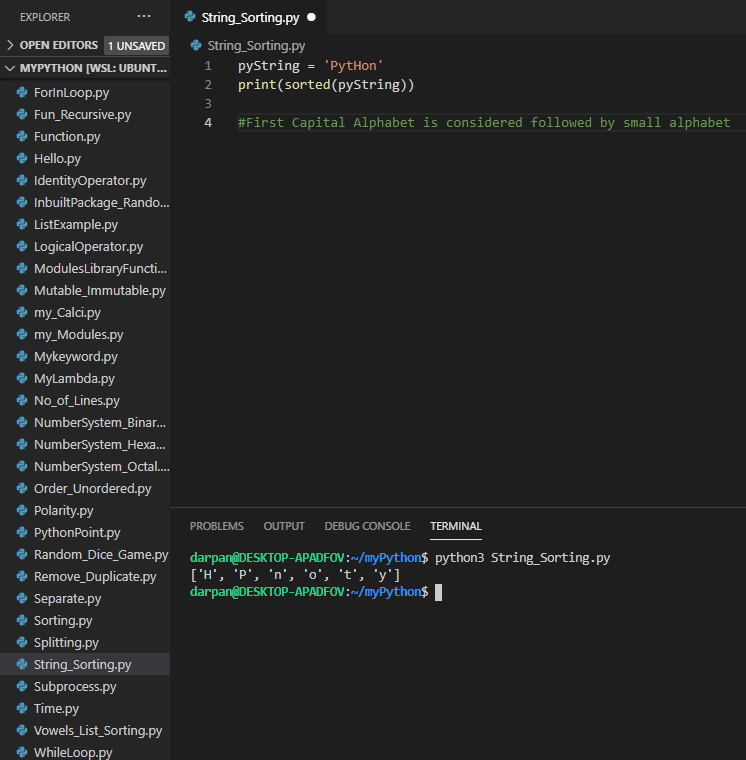 EXPLORER ···
OPEN EDITORS 1 UNSAVED
MYPYTHON [WSL: UBUNT...
ForInLoop.py
Fun_Recursive.py
Function.py
Hello.py
IdentityOperator.py
InbuiltPackage_Rando...
ListExample.py
LogicalOperator.py
ModulesLibraryFuncti...
Mutable_Immutable.py
my_Calci.py
my_Modules.py
Mykeyword.py
MyLambda.py
No_of_Lines.py
NumberSystem_Binar...
NumberSystem_Hexa...
NumberSystem_Octal....
Order_Unordered.py
Polarity.py
PythonPoint.py
Random_Dice_Game.py
Remove_Duplicate.py
Separate.py
Sorting.py
Splitting.py
String_Sorting.py
Subprocess.py
Time.py
Vowels_List_Sorting.py
WhileLoop.py
String_Sorting.py
String_Sorting.py
1 pyString = 'PytHon'
2 print(sorted(pyString))
3
4 #First Capital Alphabet is considered followed by small alphabet
PROBLEMS OUTPUT DEBUG CONSOLE TERMINAL
darpan@DESKTOP-APADFOV:~/myPython$ python3 String_Sorting.py
['H', 'P', 'n', 'o', 't', 'y']
darpan@DESKTOP-APADFOV:~/myPython$